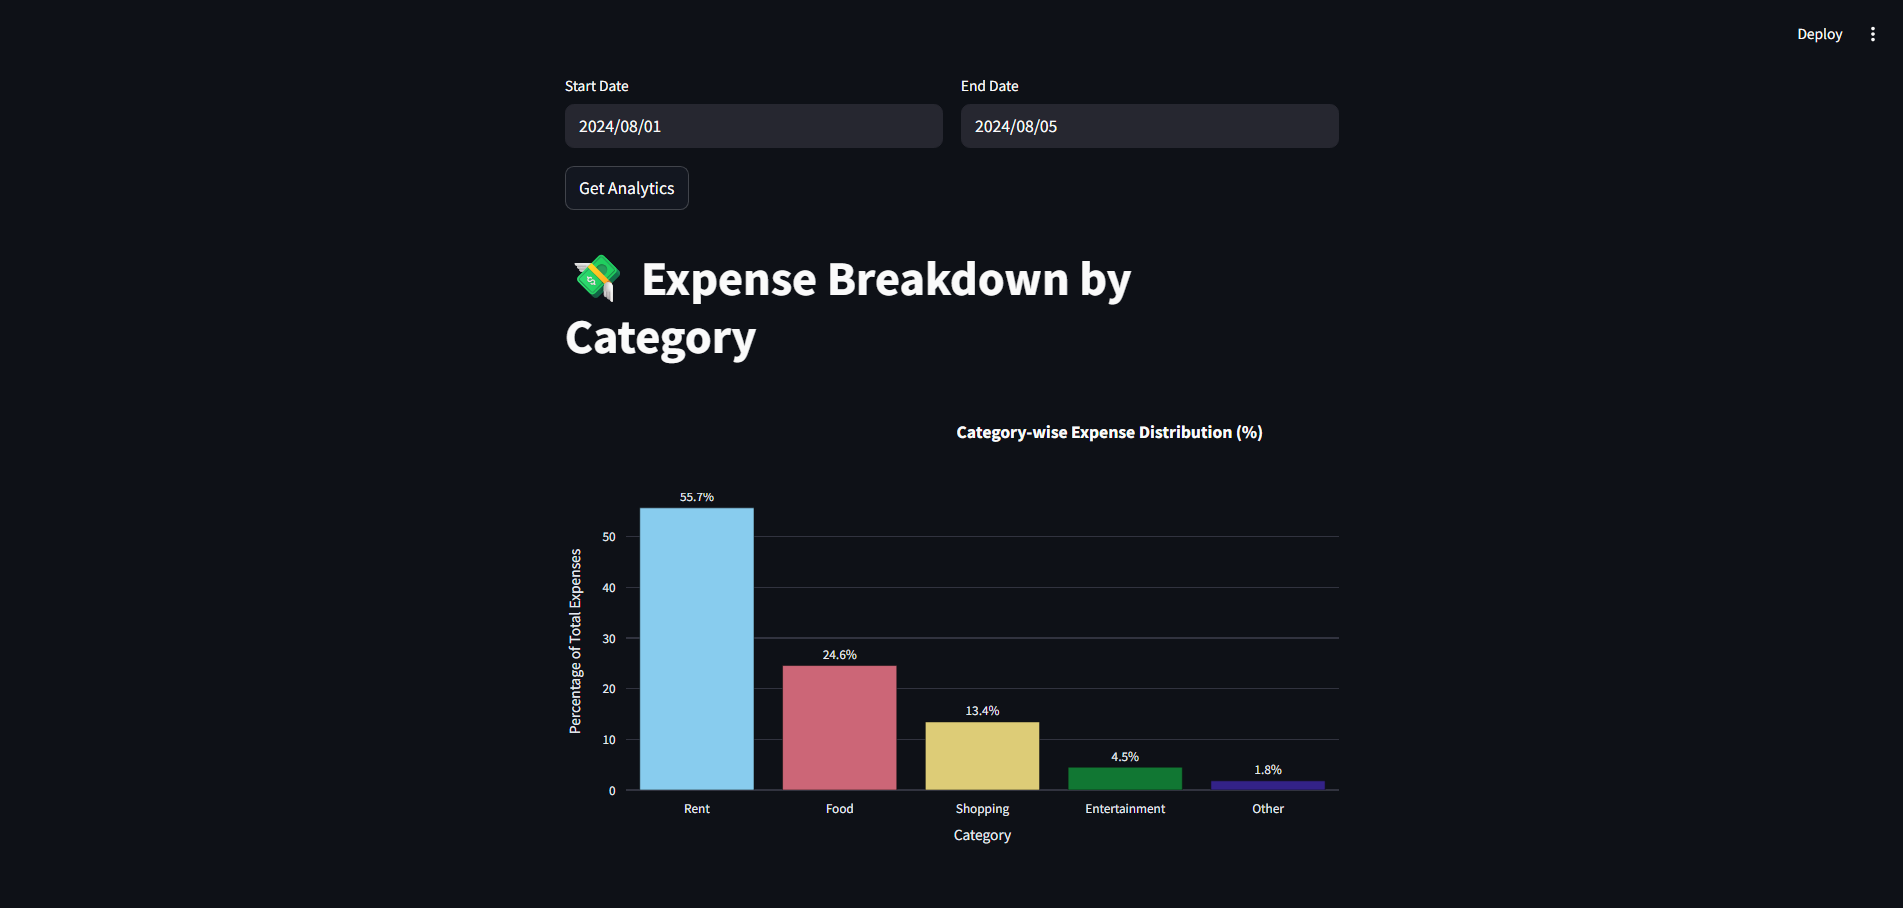 Deploy
Start Date
End Date
2024/08/01
2024/08/05
Get Analytics
Expense Breakdown by
Category
Category-wise Expense Distribution (%)
Percentage of Total Expenses
50
40
30
20
10
0
55.7%
24.6%
13.4%
4.5%
1.8%
Rent
Food
Shopping
Entertainment
Other
Category